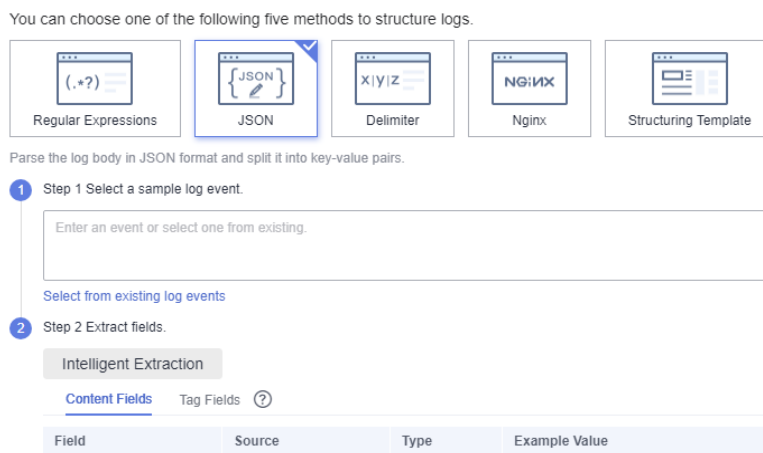 You can choose one of the following five methods to structure logs.
(.*?)
{JSON}
X|Y|Z
NGINX
Regular Expressions
JSON
Delimiter
Nginx
Structuring Template
Parse the log body in JSON format and split it into key-value pairs.
1 Step 1 Select a sample log event.
Enter an event or select one from existing.
Select from existing log events
2 Step 2 Extract fields.
Intelligent Extraction
Content Fields Tag Fields ?
Field Source Type Example Value